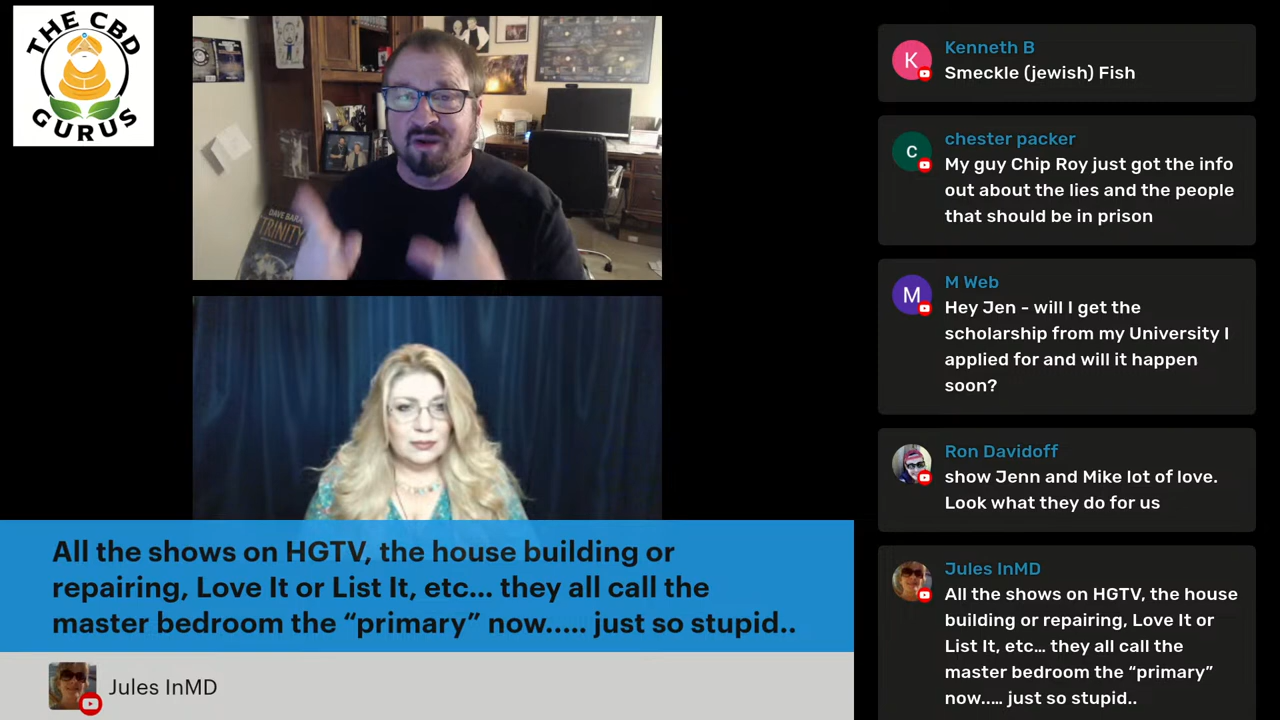 THE CBD
GURUS
DAVE BARA
TRINITY
All the shows on HGTV, the house building or
repairing, Love It or List It, etc... they all call the
master bedroom the “primary” now..... just so stupid..
Jules InMD
K
Kenneth B
Smeckle (jewish) Fish
c
chester packer
My guy Chip Roy just got the info
out about the lies and the people
that should be in prison
M
M Web
Hey Jen - will I get the
scholarship from my University I
applied for and will it happen
soon?
Ron Davidoff
show Jenn and Mike lot of love.
Look what they do for us
Jules InMD
All the shows on HGTV, the house
building or repairing, Love It or
List It, etc... they all call the
master bedroom the “primary”
now..... just so stupid..